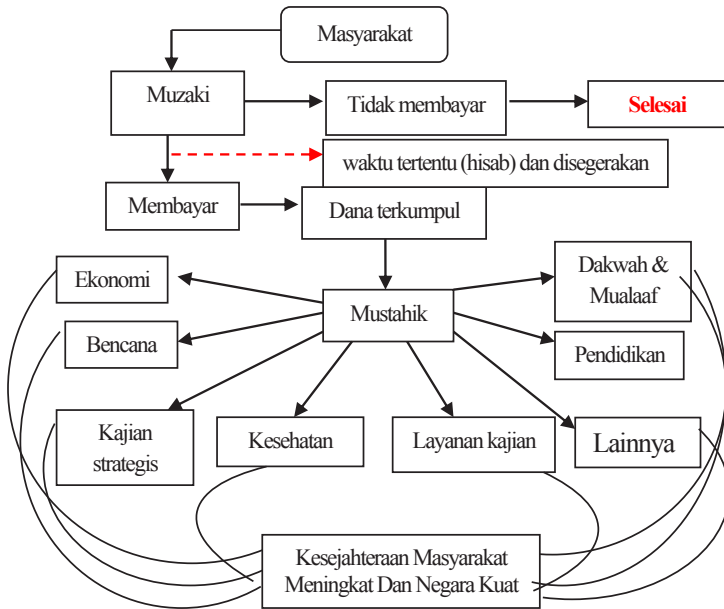 Masyarakat
Muzaki
Tidak membayar
Selesai
waktu tertentu (hisab) dan disegerakan
Membayar
Dana terkumpul
Ekonomi
Dakwah &
Mualaaf
Mustahik
Bencana
Pendidikan
Kajian
strategis
Kesehatan
Layanan kajian
Lainnya
Kesejahteraan Masyarakat
Meningkat Dan Negara Kuat